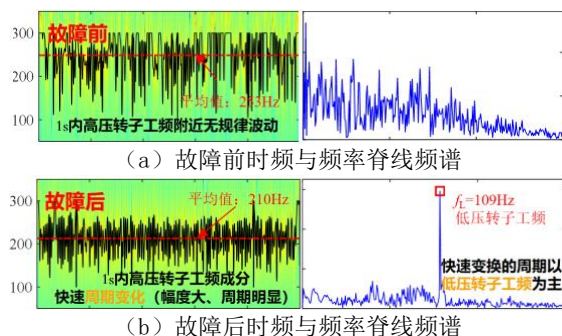 故障前
300
200
100
平均值：233Hz
1s内高压转子工频附近无规律波动
（a）故障前时频与频率脊线频谱
故障后
300
200
100
平均值：210Hz
1s内高压转子工频成分
快速周期变化（幅度大、周期明显）
fL=109Hz
低压转子工频
快速变换的周期以
低压转子工频为主
（b）故障后时频与频率脊线频谱